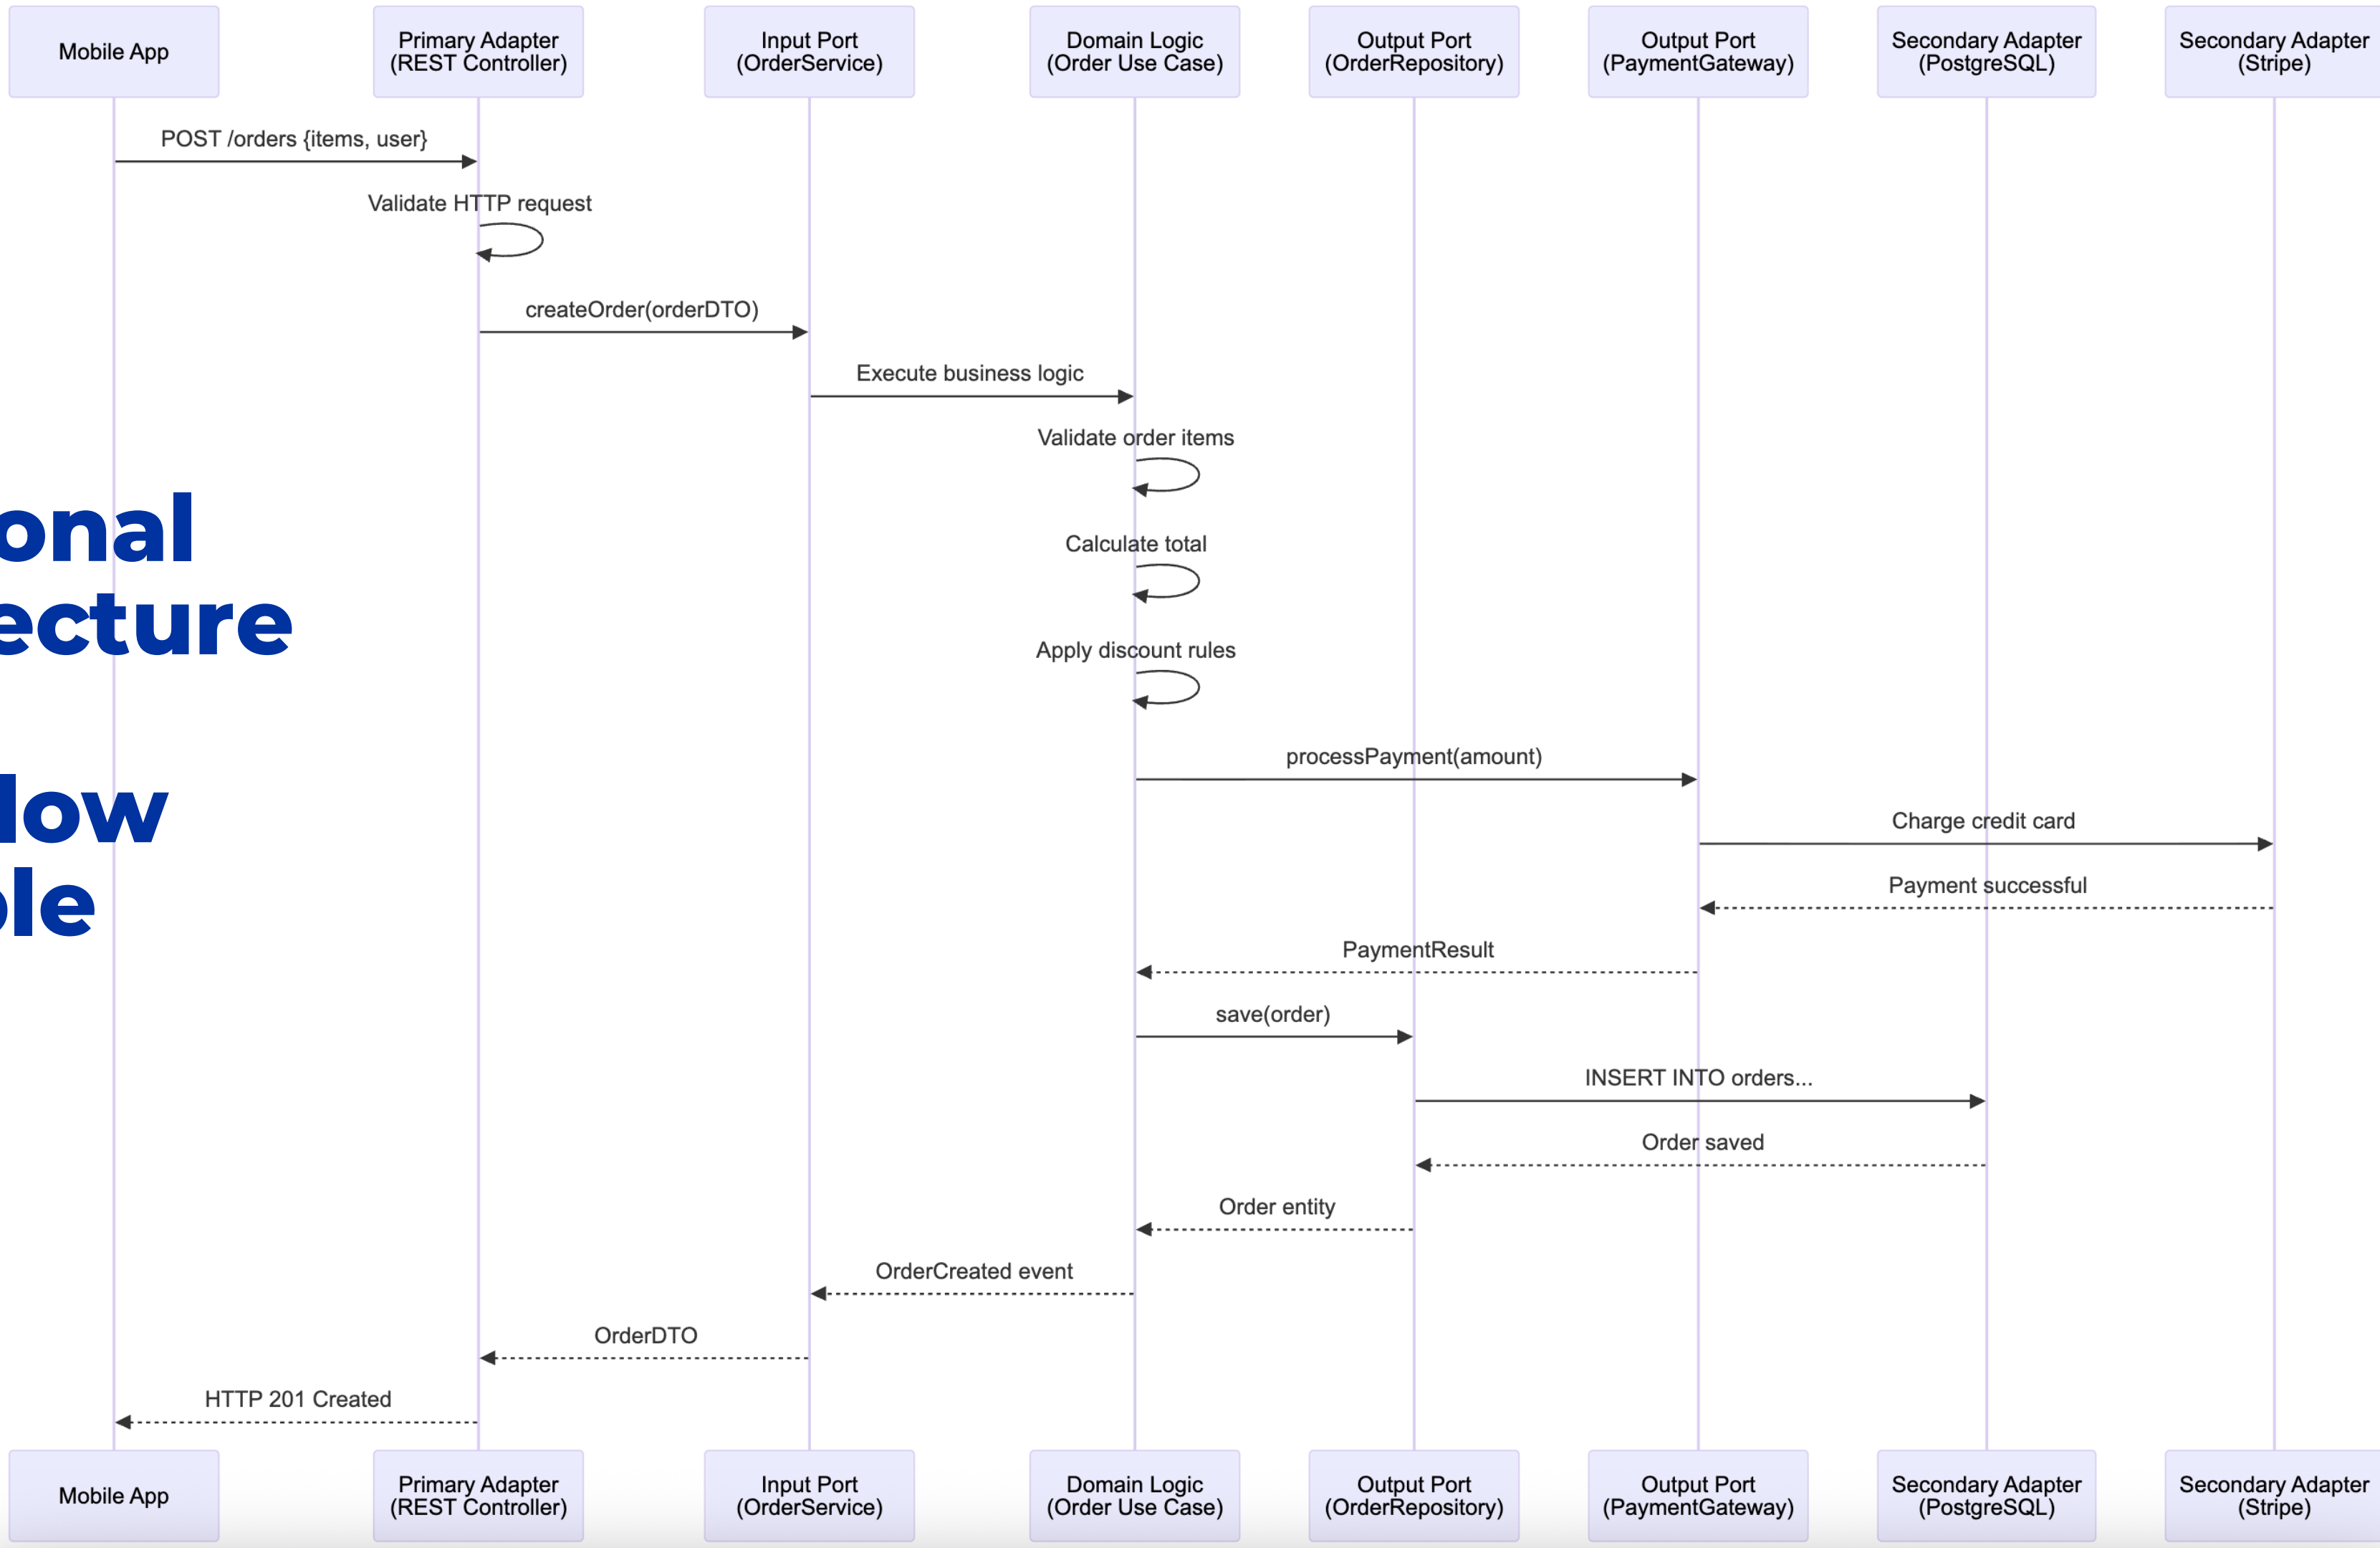 Mobile App
Primary Adapter
(REST Controller)
Input Port
(OrderService)
Domain Logic
(Order Use Case)
Output Port
(OrderRepository)
Output Port
(PaymentGateway)
Secondary Adapter
(PostgreSQL)
Secondary Adapter
(Stripe)
POST /orders {items, user}
Validate HTTP request
createOrder(orderDTO)
Execute business logic
Validate order items
onal
Calculate total
ecture
Apply discount rules
processPayment(amount)
low
Charge credit card
Payment successful
ple
PaymentResult
save(order)
INSERT INTO orders...
Order saved
Order entity
OrderCreated event
OrderDTO
HTTP 201 Created
Mobile App
Primary Adapter
(REST Controller)
Input Port
(OrderService)
Domain Logic
(Order Use Case)
Output Port
(OrderRepository)
Output Port
(PaymentGateway)
Secondary Adapter
(PostgreSQL)
Secondary Adapter
(Stripe)